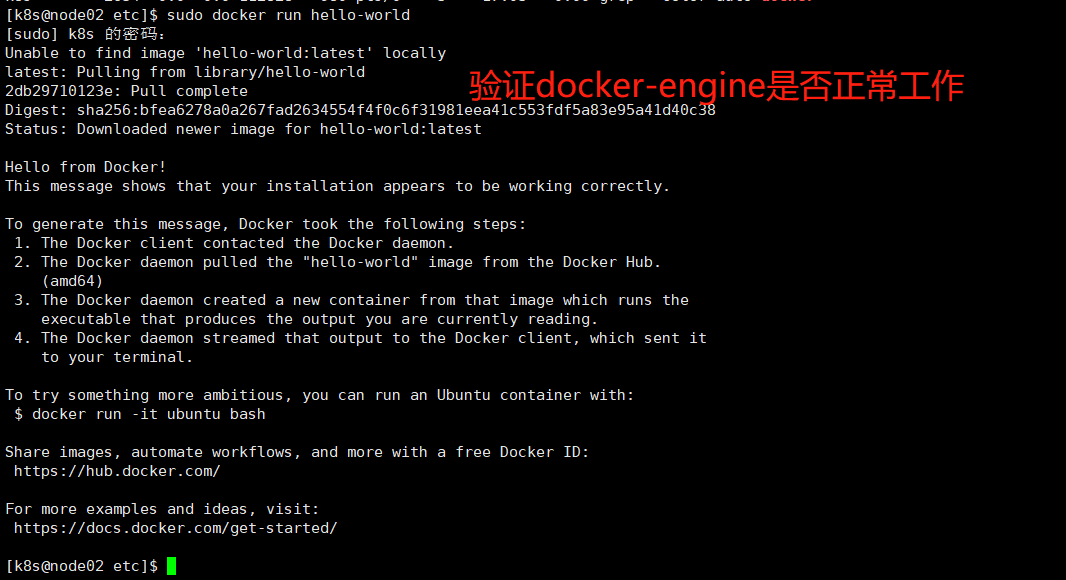 [k8s@node02 etc]$ sudo docker run hello-world
[sudo] k8s 的密码：
Unable to find image 'hello-world:latest' locally
latest: Pulling from library/hello-world
2db29710123e: Pull complete
验证docker-engine是否正常工作
Digest: sha256:bfea6278a0a267fad2634554f4f0c6f31981eea41c553fdf5a83e95a41d40c38
Status: Downloaded newer image for hello-world:latest
Hello from Docker!
This message shows that your installation appears to be working correctly.
To generate this message, Docker took the following steps:
1. The Docker client contacted the Docker daemon.
2. The Docker daemon pulled the "hello-world" image from the Docker Hub.
(amd64)
3. The Docker daemon created a new container from that image which runs the
executable that produces the output you are currently reading.
4. The Docker daemon streamed that output to the Docker client, which sent it
to your terminal.
To try something more ambitious, you can run an Ubuntu container with:
$ docker run -it ubuntu bash
Share images, automate workflows, and more with a free Docker ID:
https://hub.docker.com/
For more examples and ideas, visit:
https://docs.docker.com/get-started/
[k8s@node02 etc]$